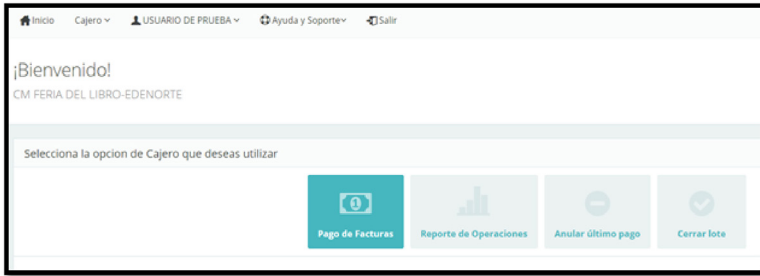 Inicio Cajero USUARIO DE PRUEBA Ayuda y Soporte Salir
¡Bienvenido!
CM FERIA DEL LIBRO-EDENORTE
Selecciona la opcion de Cajero que deseas utilizar
1
Pago de Facturas Reporte de Operaciones Anular último pago Cerrar lote